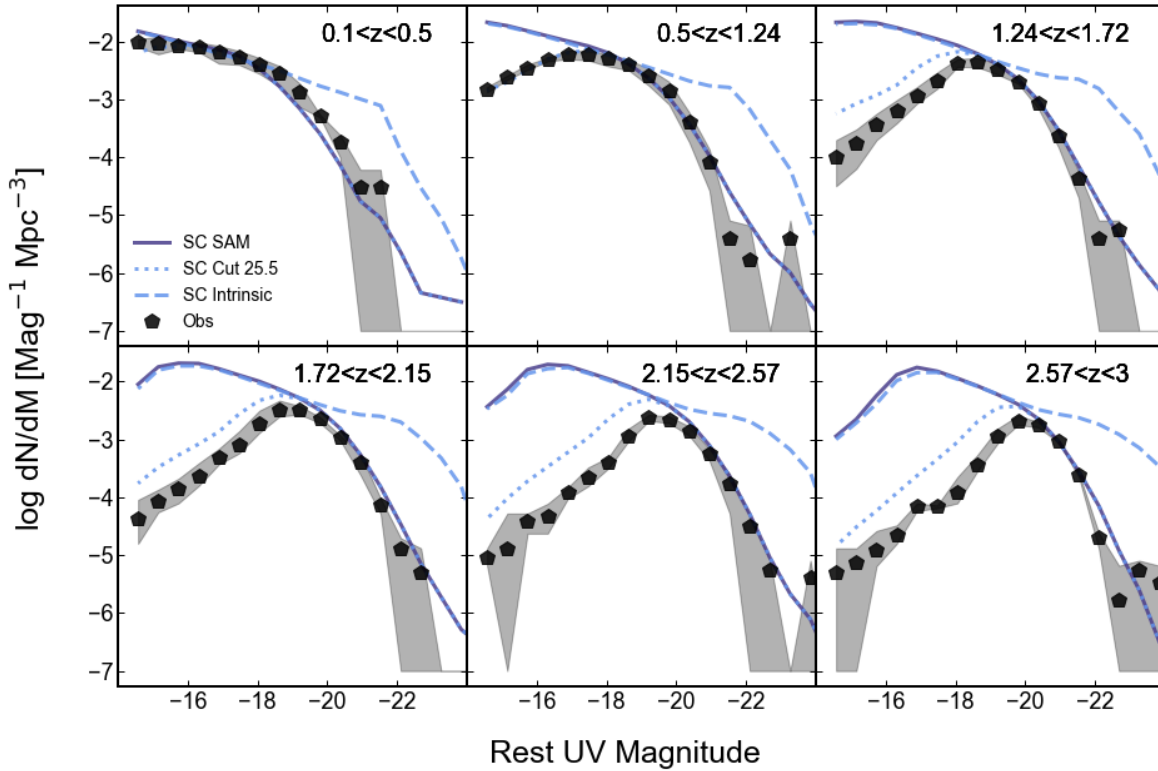 0.1<z<0.5
0.5<z<1.24
1.24<z<1.72
−2
−3
−4
−5
−6
−7
SC SAM
SC Cut 25.5
SC Intrinsic
Obs
1.72<z<2.15
2.15<z<2.57
2.57<z<3
−2
−3
−4
−5
−6
−7
−16 −18 −20 −22
−16 −18 −20 −22
−16 −18 −20 −22
log dN/dM [Mag⁻¹ Mpc⁻³]
Rest UV Magnitude